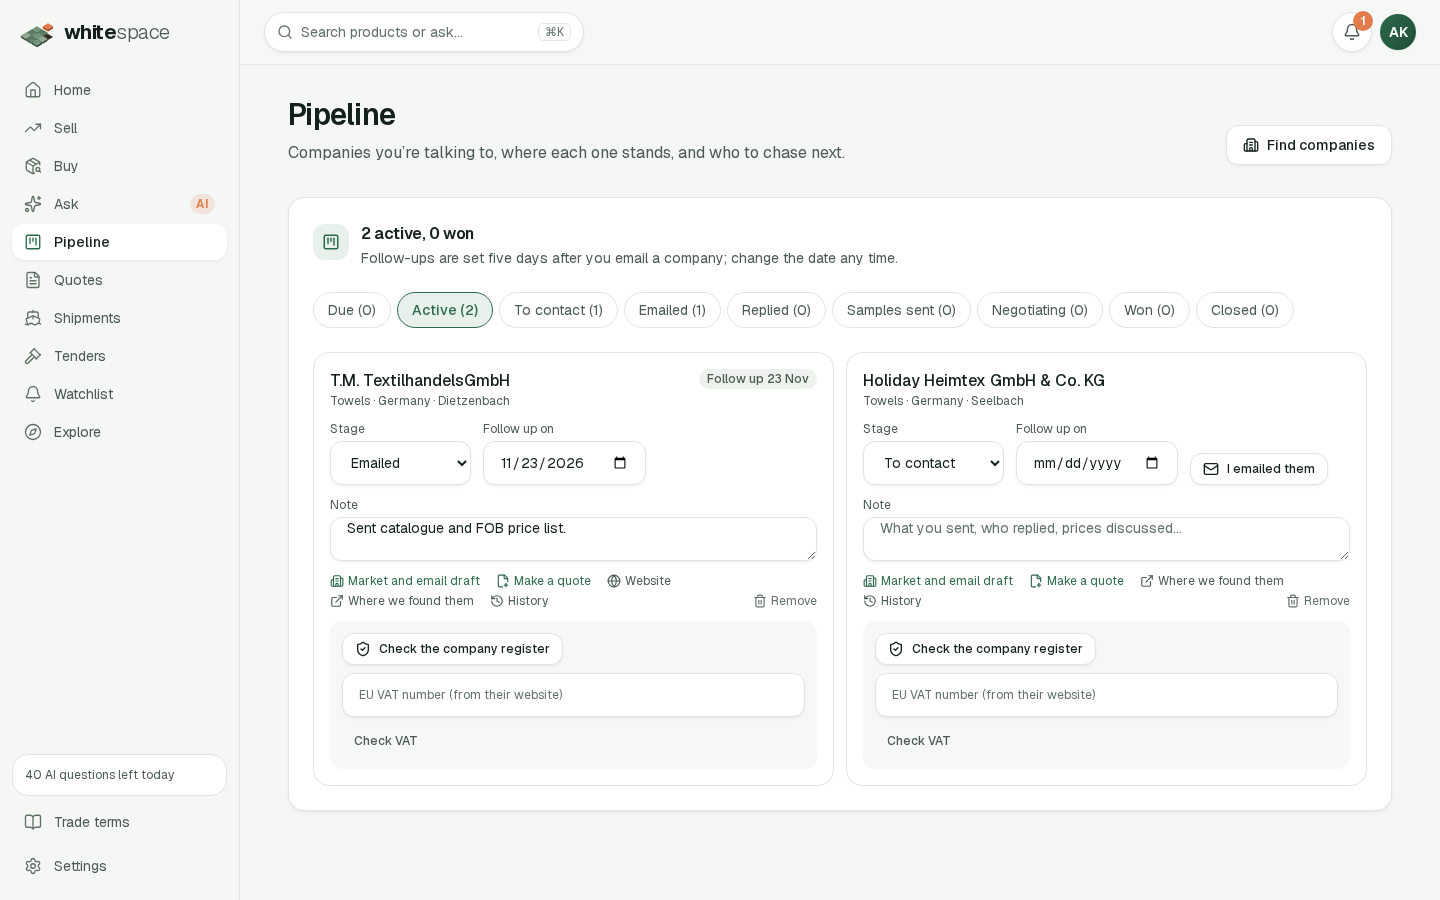 whitespace
Search products or ask...
⌘K
1
AK
Home
Sell
Buy
Ask
AI
Pipeline
Quotes
Shipments
Tenders
Watchlist
Explore
40 AI questions left today
Trade terms
Settings
Pipeline
Companies you're talking to, where each one stands, and who to chase next.
Find companies
2 active, 0 won
Follow-ups are set five days after you email a company; change the date any time.
Due (0)
Active (2)
To contact (1)
Emailed (1)
Replied (0)
Samples sent (0)
Negotiating (0)
Won (0)
Closed (0)
T.M. TextilhandelsGmbH
Follow up 23 Nov
Towels · Germany · Dietzenbach
Stage
Follow up on
Emailed
11/23/2026
Note
Sent catalogue and FOB price list.
Market and email draft
Make a quote
Website
Where we found them
History
Remove
Check the company register
EU VAT number (from their website)
Check VAT
Holiday Heimtex GmbH & Co. KG
Towels · Germany · Seelbach
Stage
Follow up on
To contact
mm/dd/yyyy
I emailed them
Note
What you sent, who replied, prices discussed...
Market and email draft
Make a quote
Where we found them
History
Remove
Check the company register
EU VAT number (from their website)
Check VAT